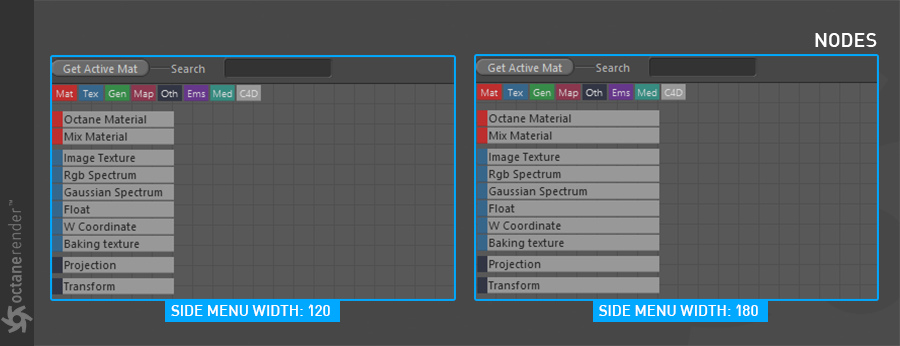 NODES
Get Active Mat Search
Mat Tex Gen Map Oth Ems Med C4D
Octane Material
Mix Material
Image Texture
Rgb Spectrum
Gaussian Spectrum
Float
W Coordinate
Baking texture
Projection
Transform
SIDE MENU WIDTH: 120
Get Active Mat Search
Mat Tex Gen Map Oth Ems Med C4D
Octane Material
Mix Material
Image Texture
Rgb Spectrum
Gaussian Spectrum
Float
W Coordinate
Baking texture
Projection
Transform
SIDE MENU WIDTH: 180
octanerender™